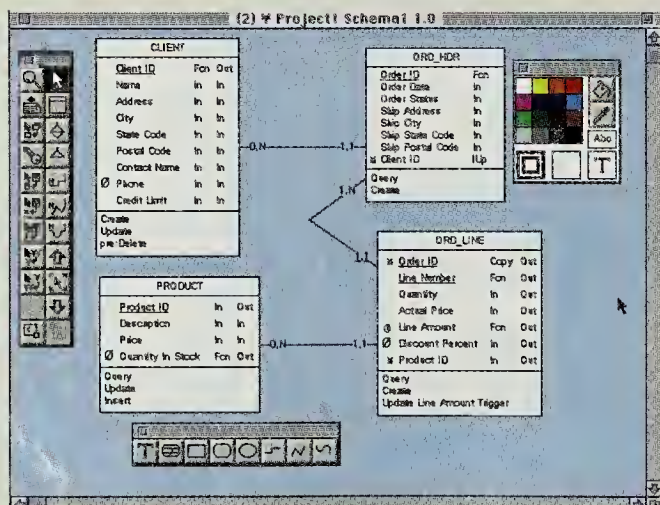 (2) ¥ Project1 Schema1 1.0
CLIENT
Client ID Fcn Out
Name In In
Address In In
City In In
State Code In In
Postal Code In In
Contact Name In In
Ø Phone In In
Credit Limit In In
Create
Update
pre:Delete
0,N
1,1
ORD_HDR
Order ID Fcn
Order Date In
Order Status In
Ship Address In
Ship City In
Ship State Code In
Ship Postal Code In
Client ID
Query
Create
1,N
1,1
ORD_LINE
Order ID Copy Out
Line Number Fcn Out
Quantity In Out
Actual Price In Out
Line Amount Fcn Out
Ø Discount Percent In Out
Product ID In Out
Query
Create
Update Line Amount Trigger
PRODUCT
Product ID In Out
Description In In
Price In In
Ø Quantity In Stock Fcn Out
Query
Update
Insert
0,N
1,1
Abc
T
T